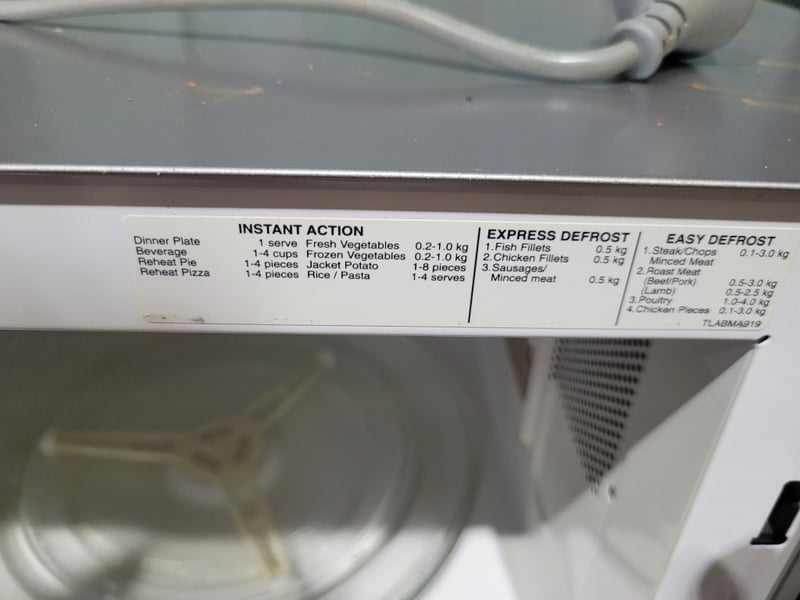 INSTANT ACTION
Dinner Plate 1 serve Fresh Vegetables 0.2-1.0 kg
Beverage 1-4 cups Frozen Vegetables 0.2-1.0 kg
Reheat Pie 1-4 pieces Jacket Potato 1-8 pieces
Reheat Pizza 1-4 pieces Rice / Pasta 1-4 serves
EXPRESS DEFROST
1.Fish Fillets 0.5 kg
2.Chicken Fillets 0.5 kg
3.Sausages/
Minced meat 0.5 kg
EASY DEFROST
1.Steak/Chops 0.1-3.0 kg
Minced Meat
2.Roast Meat
(Beef/Pork) 0.5-3.0 kg
(Lamb) 0.5-2.5 kg
3.Poultry 1.0-4.0 kg
4.Chicken Pieces 0.1-3.0 kg
TLABMA919